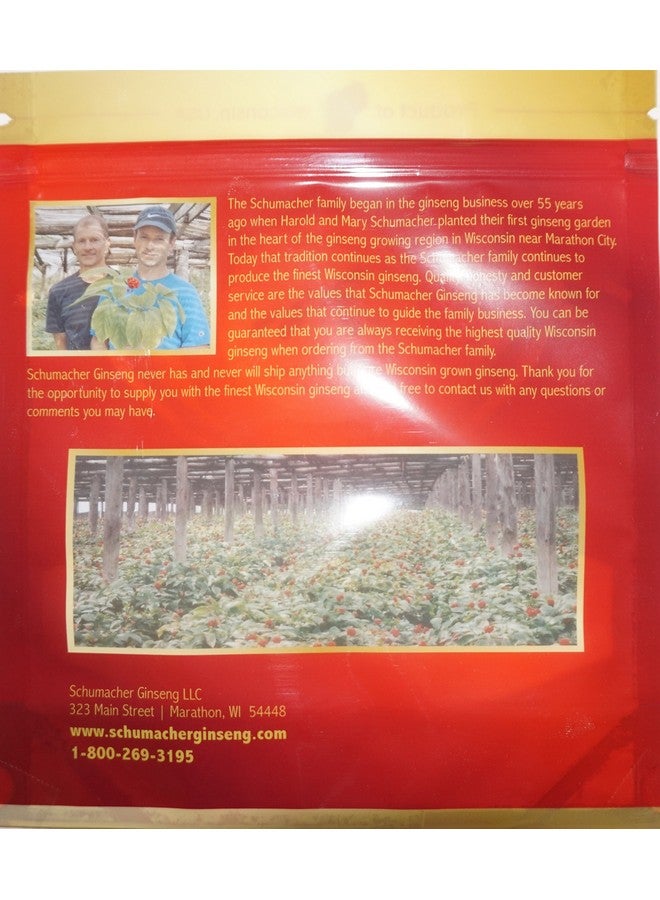 The Schumacher family began in the ginseng business over 55 years
ago when Harold and Mary Schumacher planted their first ginseng garden
in the heart of the ginseng growing region in Wisconsin near Marathon City.
Today that tradition continues as the Schumacher family continues to
produce the finest Wisconsin ginseng. Quality, honesty and customer
service are the values that Schumacher Ginseng has become known for
and the values that continue to guide the family business. You can be
guaranteed that you are always receiving the highest quality Wisconsin
ginseng when ordering from the Schumacher family.
Schumacher Ginseng never has and never will ship anything Wisconsin grown ginseng. Thank you for
the opportunity to supply you with the finest Wisconsin ginseng free to contact us with any questions or
comments you may have.
Schumacher Ginseng LLC
323 Main Street | Marathon, WI 54448
www.schumacherginseng.com
1-800-269-3195